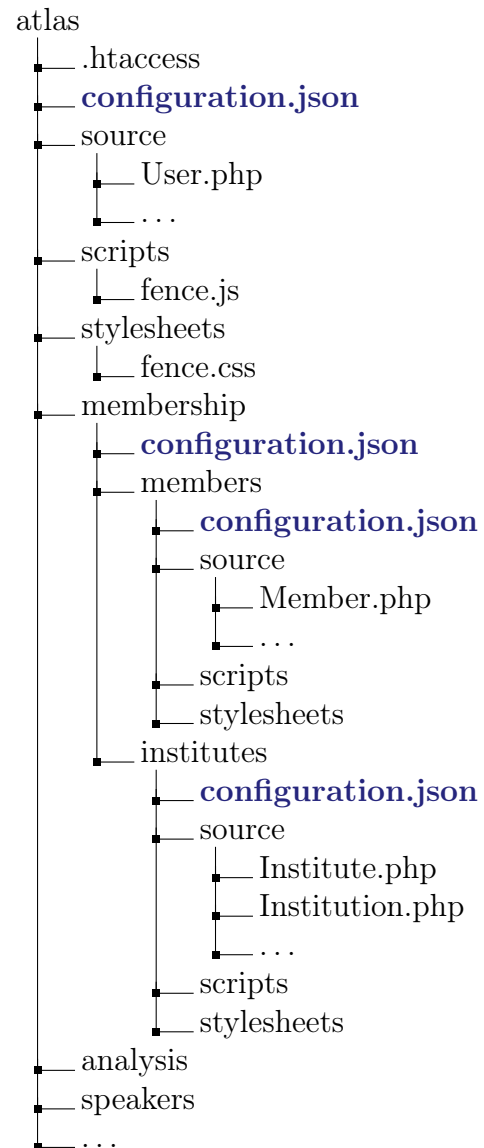 atlas
.htaccess
configuration.json
source
User.php
. . .
scripts
fence.js
stylesheets
fence.css
membership
configuration.json
members
configuration.json
source
Member.php
. . .
scripts
stylesheets
institutes
configuration.json
source
Institute.php
Institution.php
. . .
scripts
stylesheets
analysis
speakers
. . .